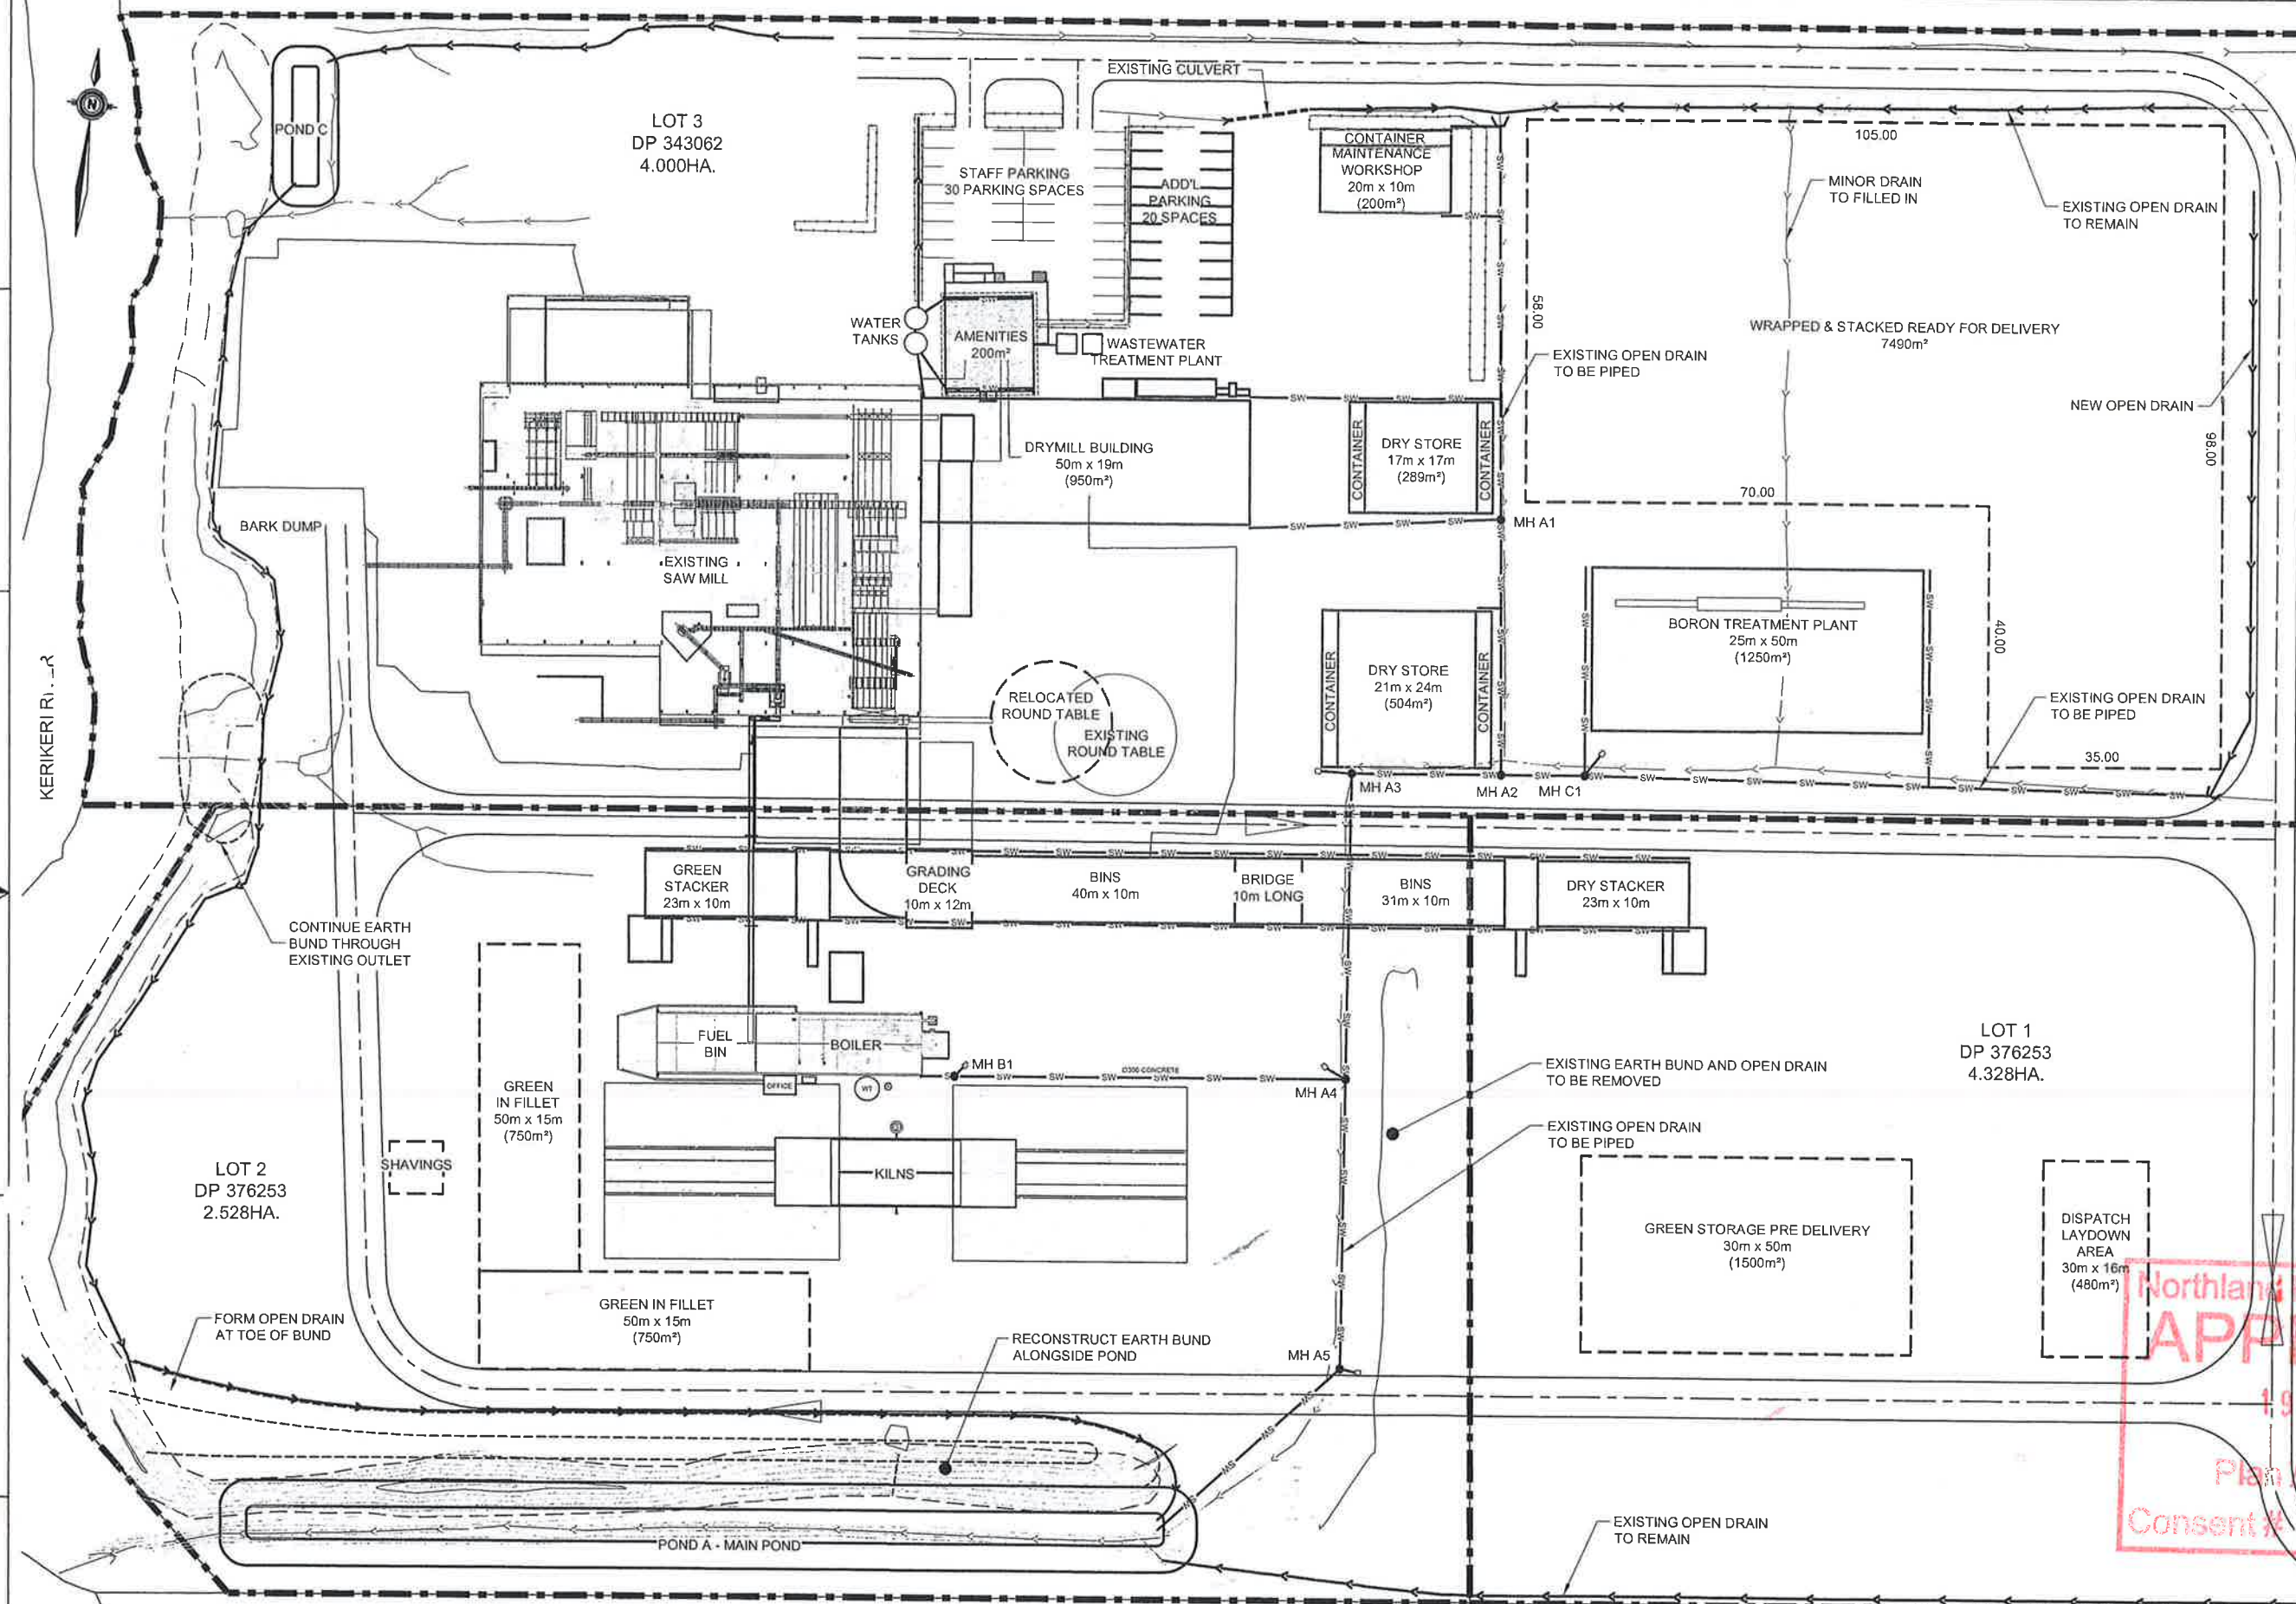 EXISTING CULVERT
N
POND C
LOT 3
DP 343062
4.000HA.
STAFF PARKING
30 PARKING SPACES
ADD'L
PARKING
20 SPACES
CONTAINER
MAINTENANCE
WORKSHOP
20m x 10m
(200m²)
105.00
MINOR DRAIN
TO FILLED IN
EXISTING OPEN DRAIN
TO REMAIN
58.00
WATER
TANKS
AMENITIES
200m²
WASTEWATER
TREATMENT PLANT
EXISTING OPEN DRAIN
TO BE PIPED
WRAPPED & STACKED READY FOR DELIVERY
7490m²
NEW OPEN DRAIN
98.00
DRYMILL BUILDING
50m x 19m
(950m²)
CONTAINER
DRY STORE
17m x 17m
(289m²)
CONTAINER
70.00
MH A1
BARK DUMP
EXISTING
SAW MILL
BORON TREATMENT PLANT
25m x 50m
(1250m²)
40.00
KERIKERI
CONTAINER
DRY STORE
21m x 24m
(504m²)
CONTAINER
RELOCATED
ROUND TABLE
EXISTING
ROUND TABLE
EXISTING OPEN DRAIN
TO BE PIPED
35.00
MH A3
MH A2
MH C1
GREEN
STACKER
23m x 10m
GRADING
DECK
10m x 12m
BINS
40m x 10m
BRIDGE
10m LONG
BINS
31m x 10m
DRY STACKER
23m x 10m
CONTINUE EARTH
BUND THROUGH
EXISTING OUTLET
FUEL
BIN
BOILER
MH B1
Ø300 CONCRETE
OFFICE
WT
MH A4
EXISTING EARTH BUND AND OPEN DRAIN
TO BE REMOVED
LOT 1
DP 376253
4.328HA.
GREEN
IN FILLET
50m x 15m
(750m²)
EXISTING OPEN DRAIN
TO BE PIPED
SHAVINGS
LOT 2
DP 376253
2.528HA.
KILNS
GREEN STORAGE PRE DELIVERY
30m x 50m
(1500m²)
DISPATCH
LAYDOWN
AREA
30m x 16m
(480m²)
GREEN IN FILLET
50m x 15m
(750m²)
FORM OPEN DRAIN
AT TOE OF BUND
RECONSTRUCT EARTH BUND
ALONGSIDE POND
MH A5
Northland
APP
19
Plan
Consent #
EXISTING OPEN DRAIN
TO REMAIN
POND A - MAIN POND